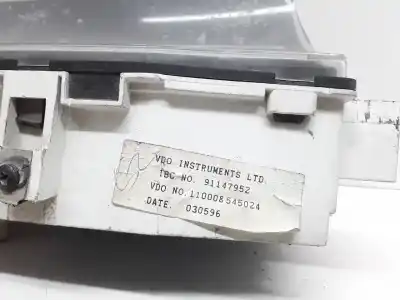 VDO INSTRUMENTS LTD.
IBC NO. 91147952
VDO NO. 110008545024
DATE. 030596